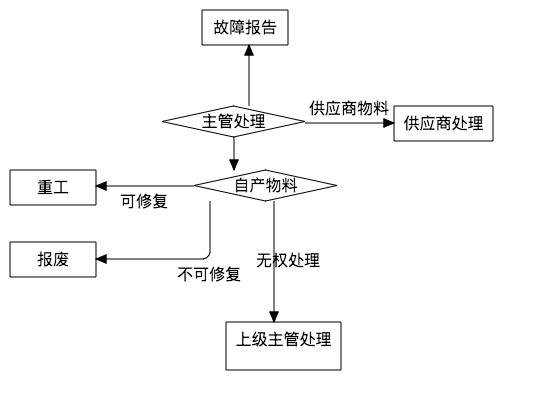 故障报告
供应商物料
主管处理
供应商处理
自产物料
重工
可修复
报废
无权处理
不可修复
上级主管处理